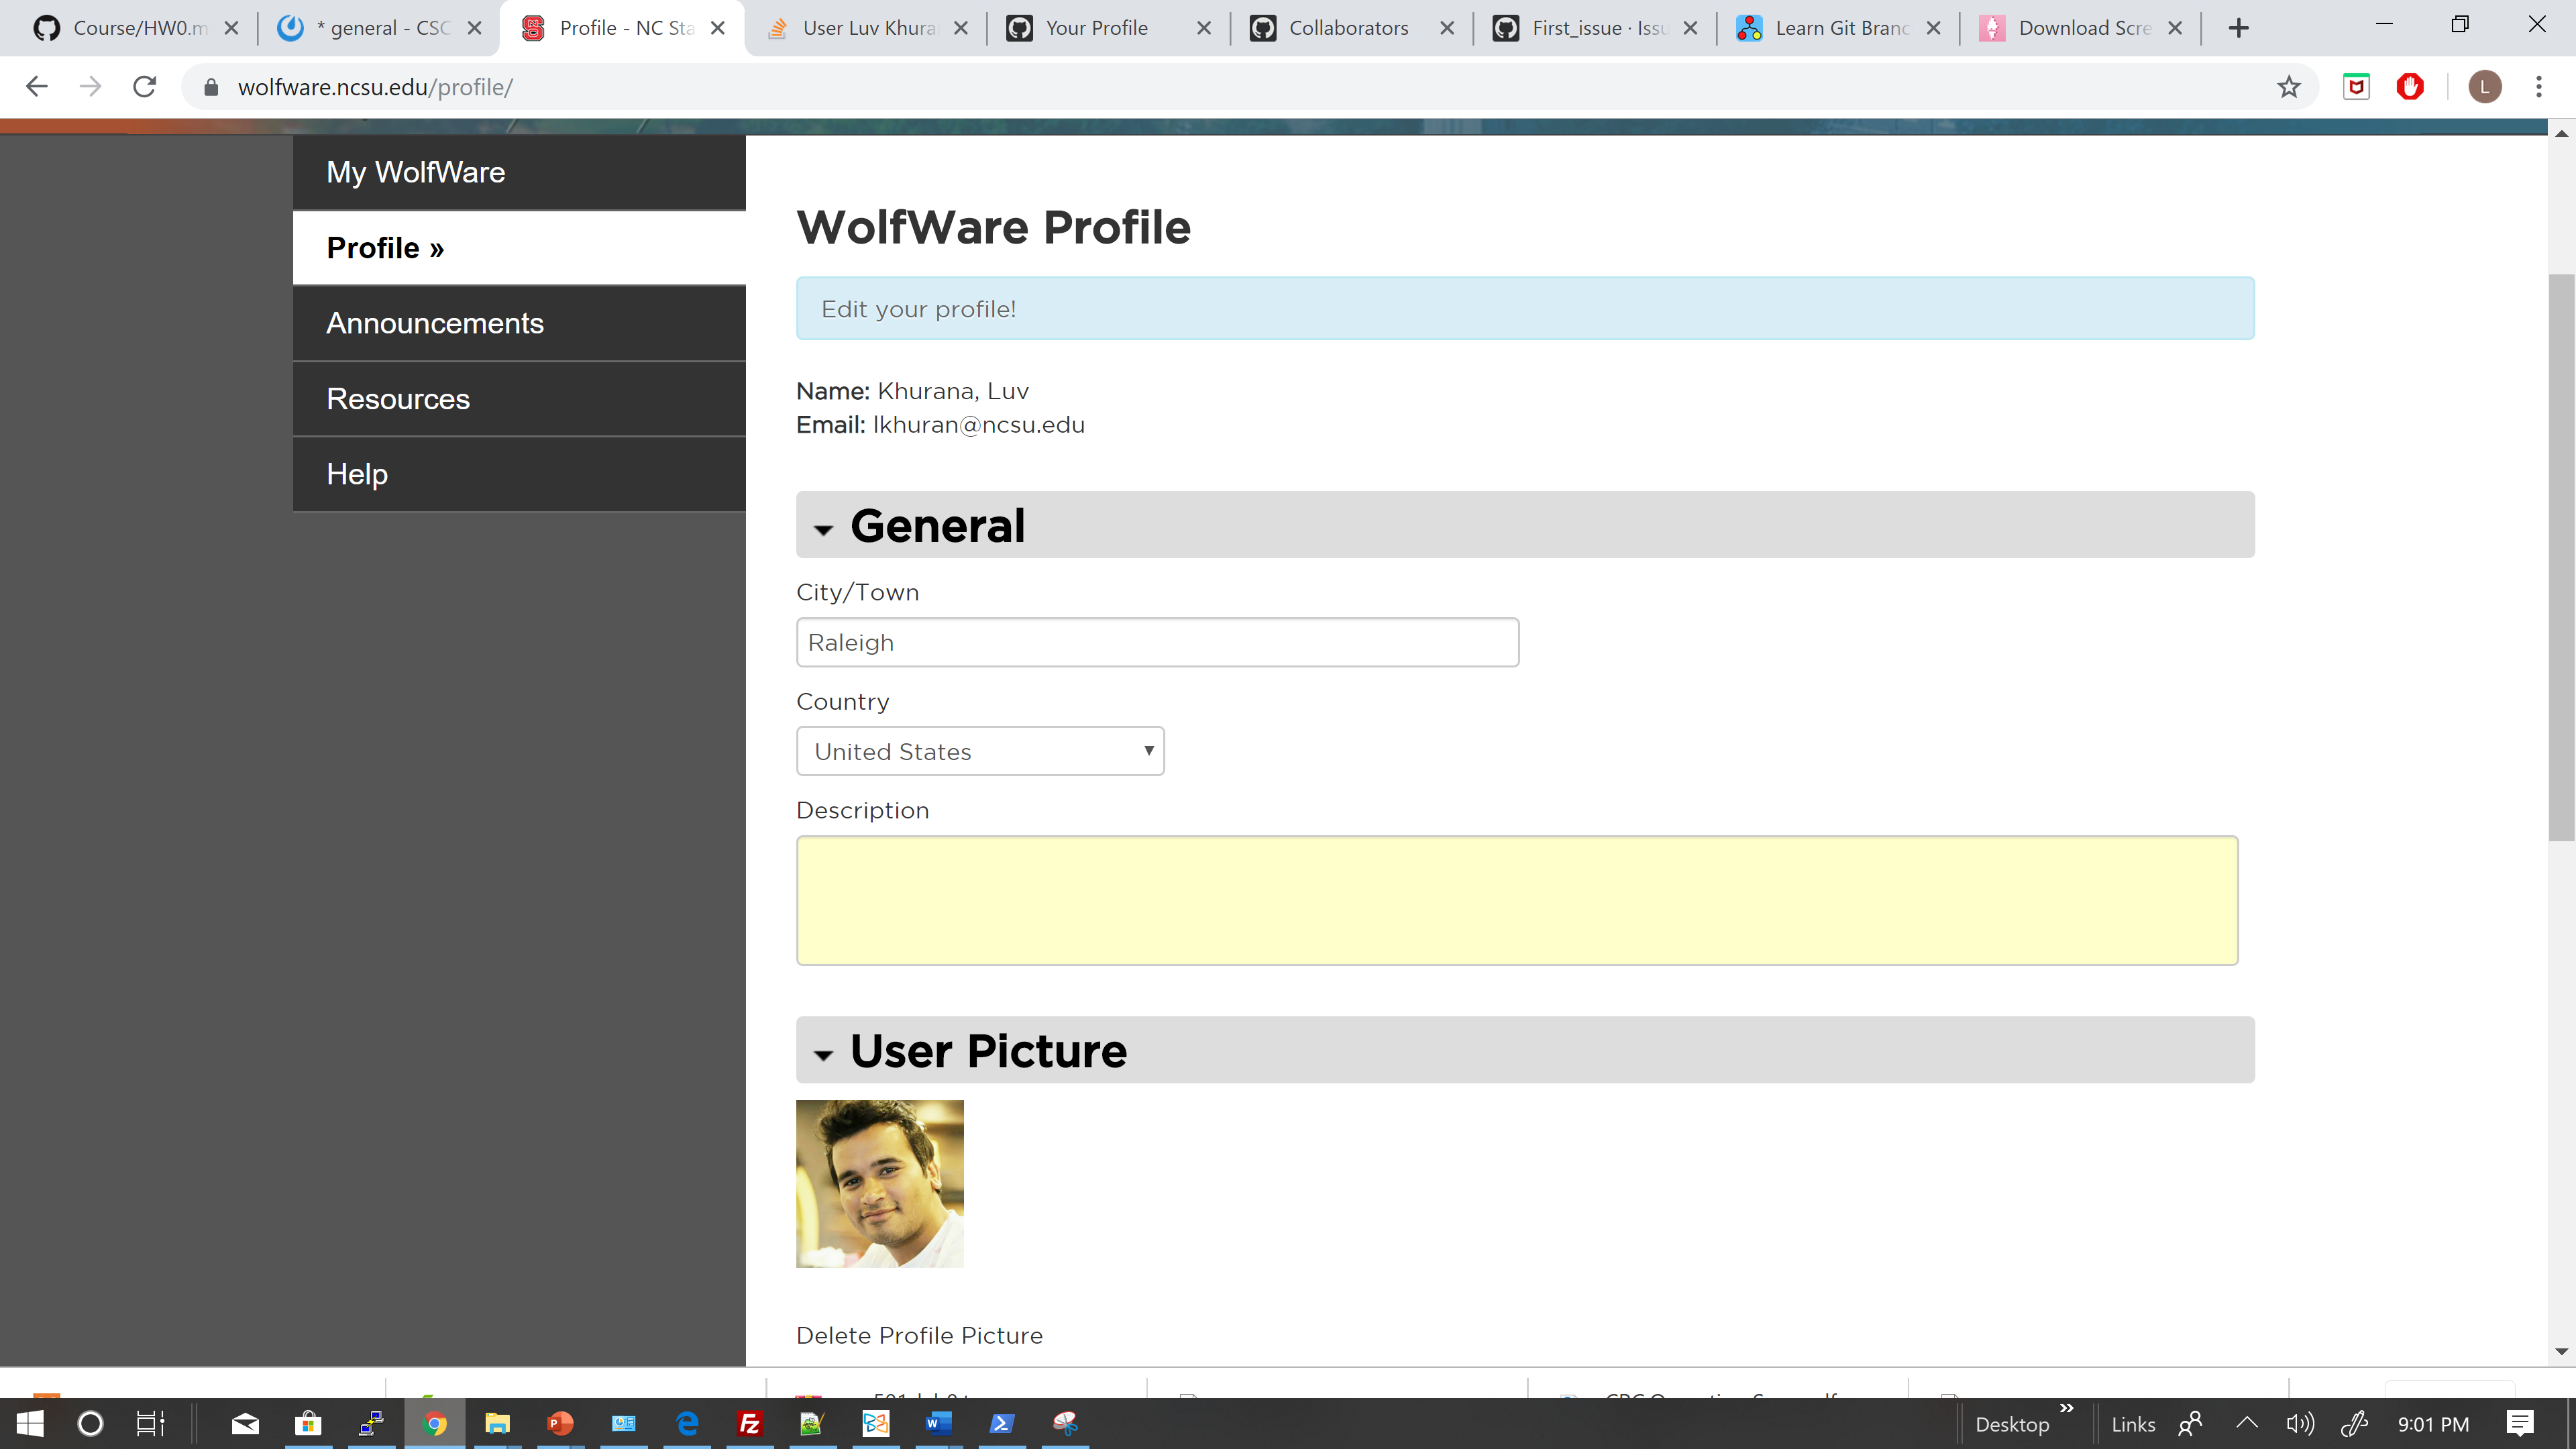 Course/HW0.m
* general - CSC
Profile - NC Sta
User Luv Khura
Your Profile
Collaborators
First_issue · Issu
Learn Git Branc
Download Scre
wolfware.ncsu.edu/profile/
L
My WolfWare
Profile »
Announcements
Resources
Help
WolfWare Profile
Edit your profile!
Name: Khurana, Luv
Email: lkhuran@ncsu.edu
General
City/Town
Raleigh
Country
United States
Description
User Picture
Delete Profile Picture
Desktop
Links
9:01 PM